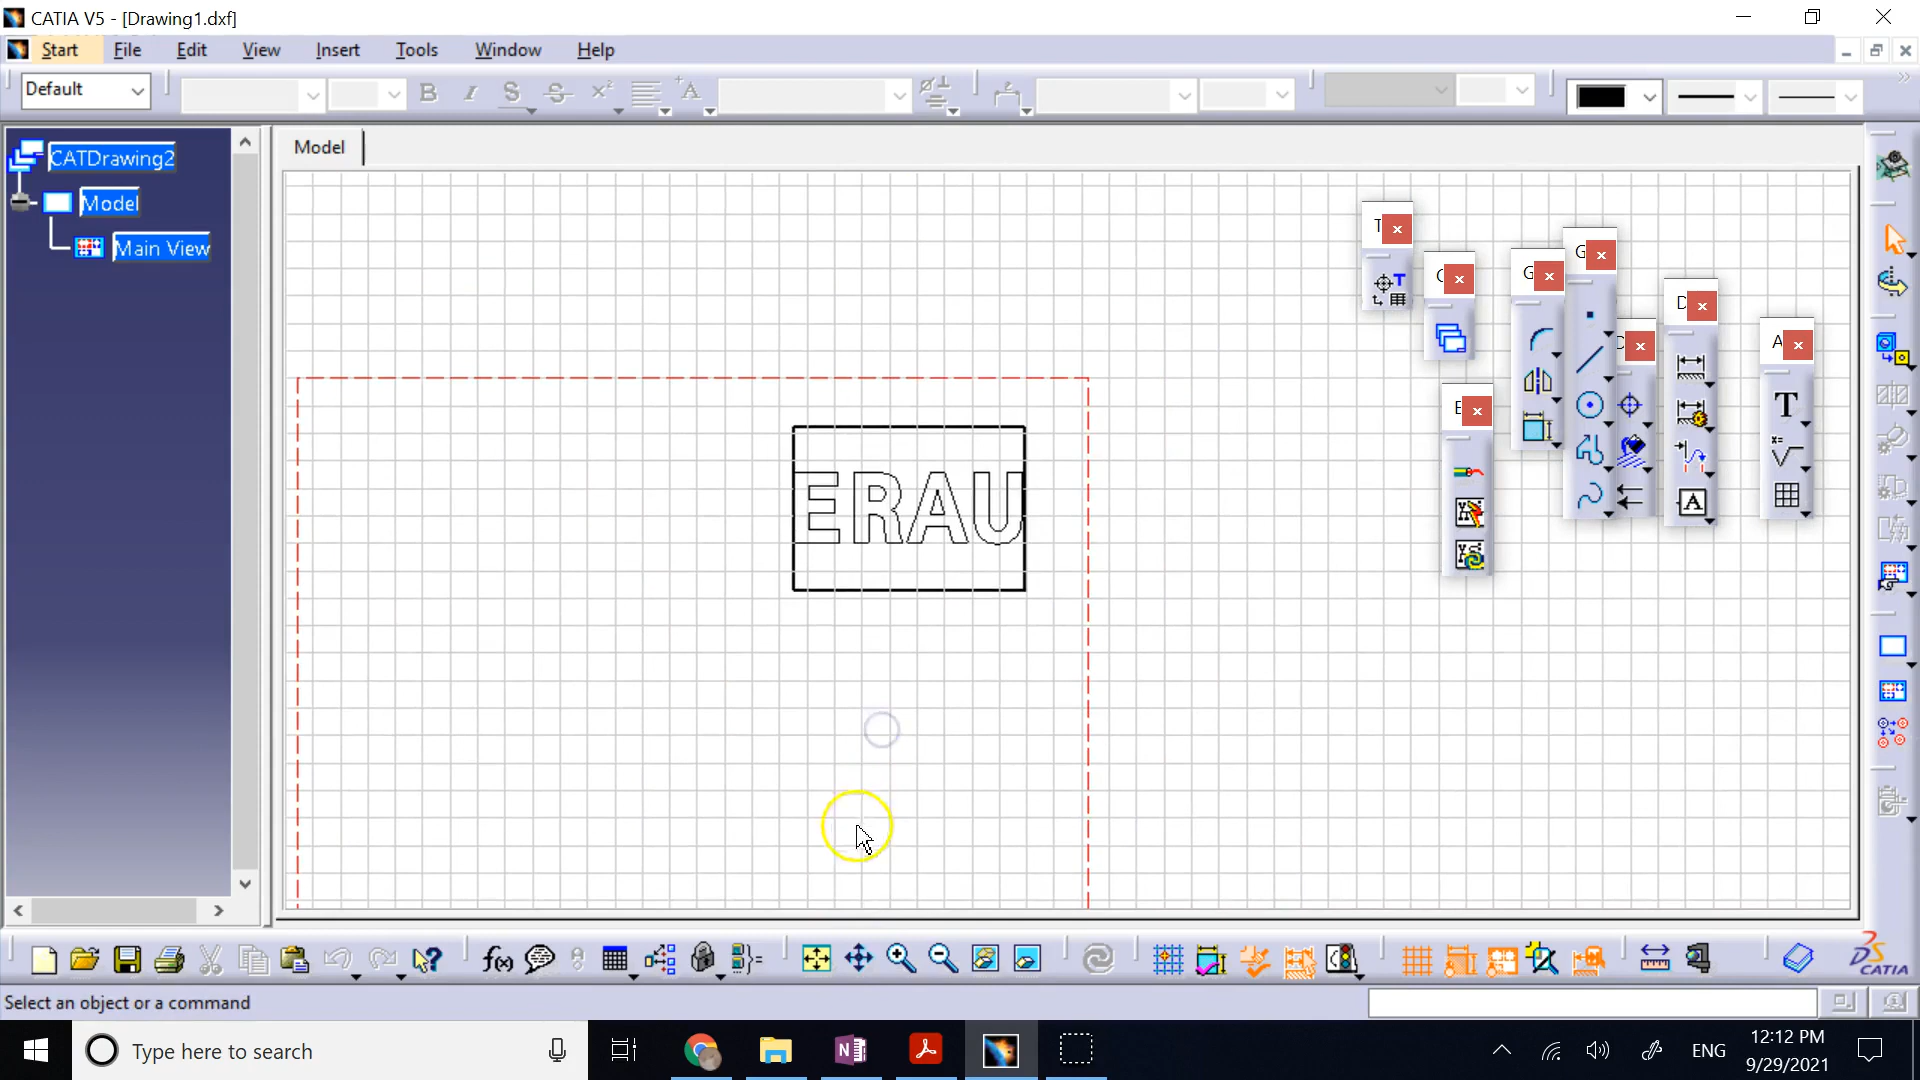 CATIA V5 - [Drawing1.dxf]
Start File Edit View Insert Tools Window Help
Default
B I S S
Model
CATDrawing2
Model
Main View
T
G
G
D
A
ERAU
T
A
f(x)
DS
CATIA
Select an object or a command
Type here to search
N
ENG
12:12 PM
9/29/2021